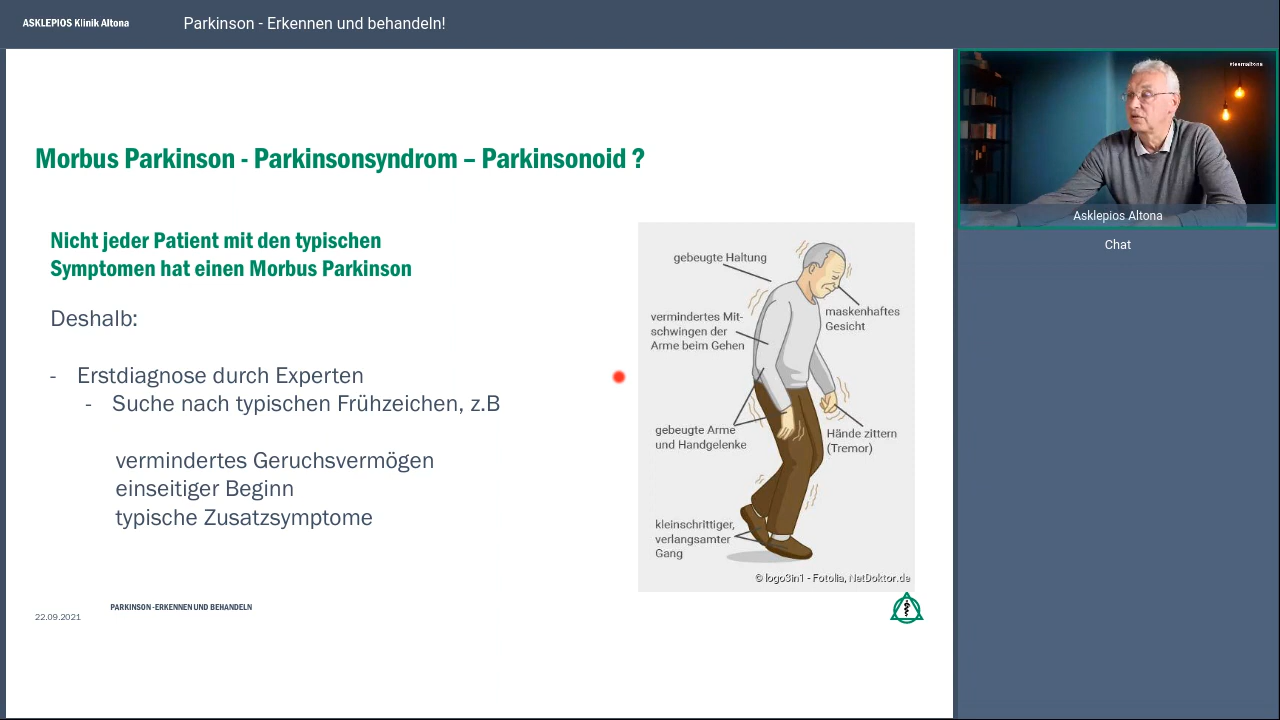 ASKLEPIOS Klinik Altona
Parkinson - Erkennen und behandeln!
Morbus Parkinson - Parkinsonsyndrom – Parkinsonoid ?
Nicht jeder Patient mit den typischen
Symptomen hat einen Morbus Parkinson
Deshalb:
- Erstdiagnose durch Experten
- Suche nach typischen Frühzeichen, z.B
vermindertes Geruchsvermögen
einseitiger Beginn
typische Zusatzsymptome
gebeugte Haltung
maskenhaftes
Gesicht
vermindertes Mit-
schwingen der
Arme beim Gehen
gebeugte Arme
und Handgelenke
Hände zittern
(Tremor)
kleinschrittiger,
verlangsamter
Gang
© logo3in1 - Fotolia, NetDoktor.de
PARKINSON -ERKENNEN UND BEHANDELN
22.09.2021
#teamaltona
Asklepios Altona
Chat